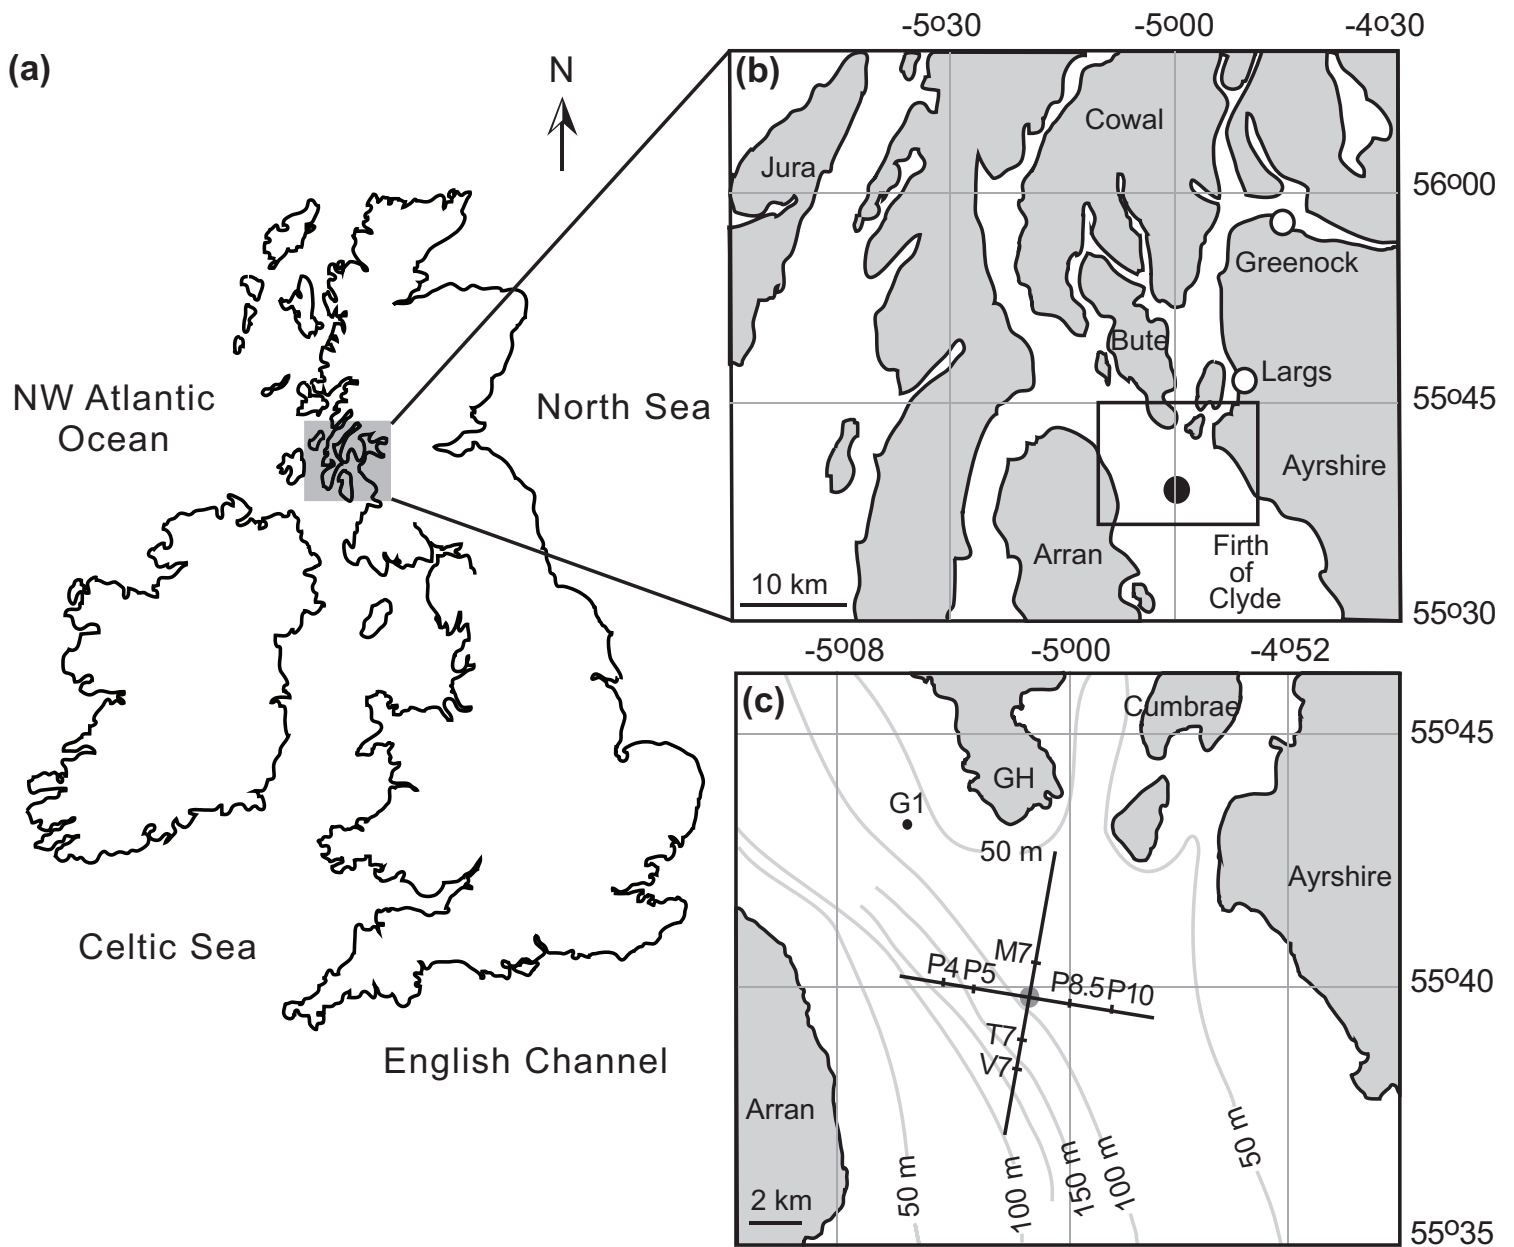 (a)
N
NW Atlantic
Ocean
North Sea
Celtic Sea
English Channel
-5º30
-5º00
-4º30
(b)
Cowal
Jura
56º00
Greenock
Bute
Largs
55º45
Ayrshire
Arran
Firth
of
Clyde
10 km
55º30
-5º08
-5º00
-4º52
(c)
Cumbrae
55º45
GH
G1
50 m
Ayrshire
M7
P4
P5
P8.5
P10
55º40
T7
V7
Arran
50 m
100 m
150 m
100 m
50 m
2 km
55º35